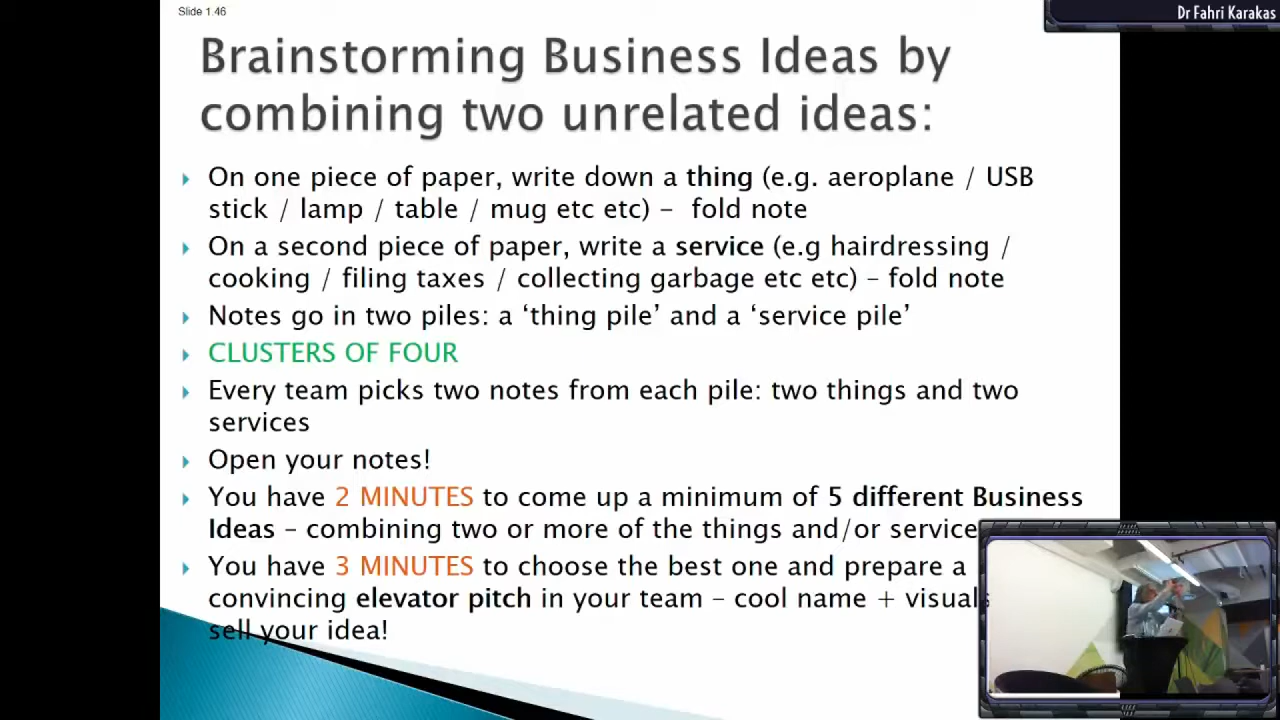 Slide 1.46
Dr Fahri Karakas
Brainstorming Business Ideas by
combining two unrelated ideas:
On one piece of paper, write down a thing (e.g. aeroplane / USB
stick / lamp / table / mug etc etc) – fold note
On a second piece of paper, write a service (e.g hairdressing /
cooking / filing taxes / collecting garbage etc etc) – fold note
Notes go in two piles: a ‘thing pile’ and a ‘service pile’
CLUSTERS OF FOUR
Every team picks two notes from each pile: two things and two
services
Open your notes!
You have 2 MINUTES to come up a minimum of 5 different Business
Ideas – combining two or more of the things and/or service
You have 3 MINUTES to choose the best one and prepare a
convincing elevator pitch in your team – cool name + visuals
sell your idea!